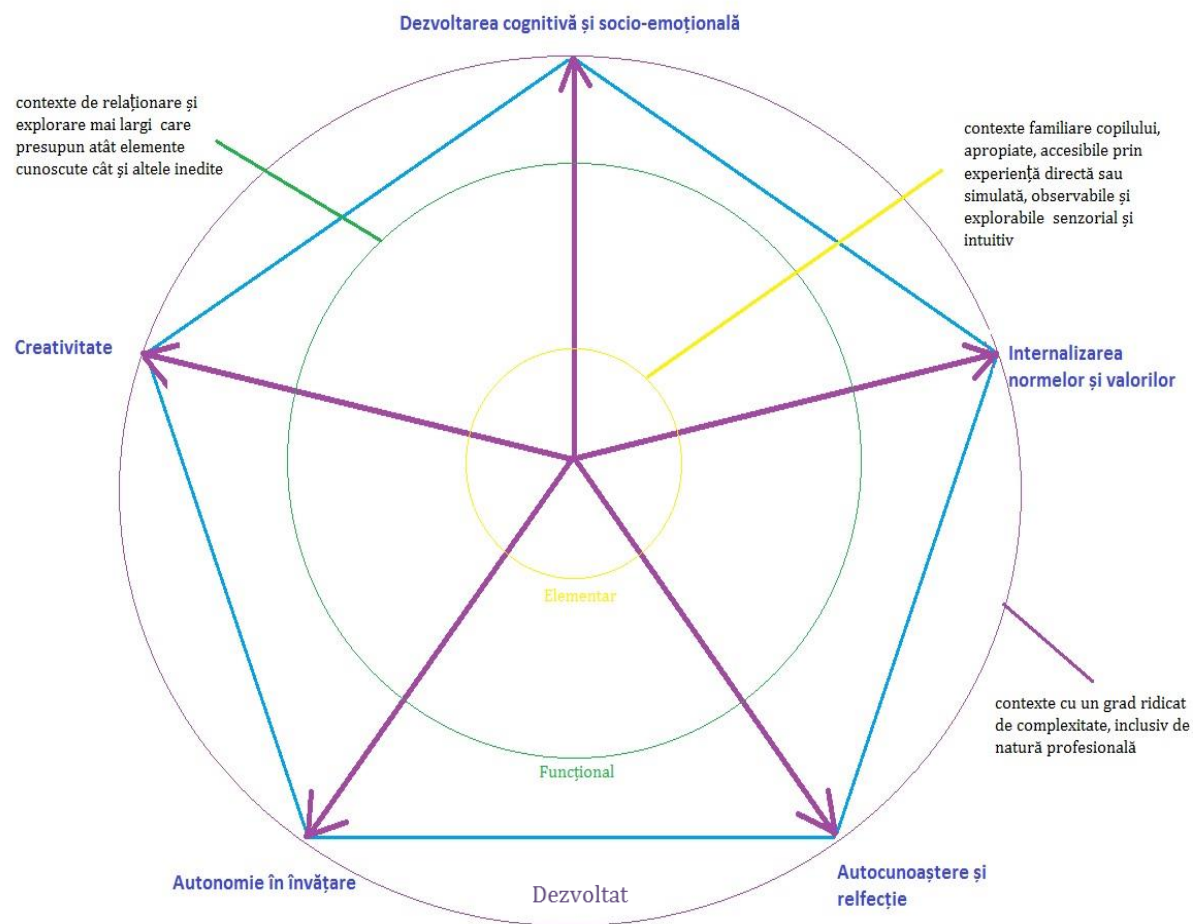 Dezvoltarea cognitivă și socio-emoțională
contexte de relaționare și
explorare mai largi care
presupun atât elemente
cunoscute cât și altele inedite
contexte familiare copilului,
apropiate, accesibile prin
experiență directă sau
simulată, observabile și
explorabile senzorial și
intuitiv
Creativitate
Internalizarea
normelor și valorilor
Elementar
contexte cu un grad ridicat
de complexitate, inclusiv de
natură profesională
Funcțional
Autonomie în învățare
Dezvoltat
Autocunoaștere și
relfecție